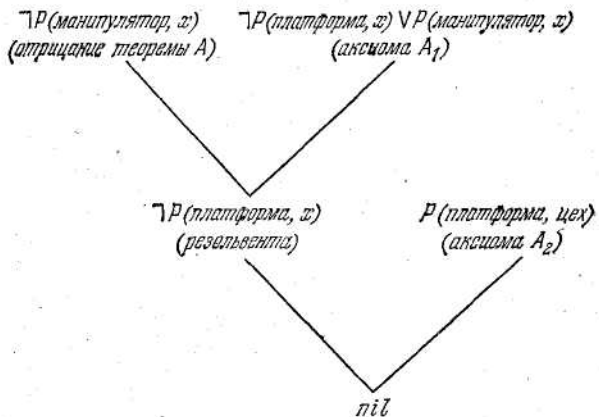 ⌉P(манипулятор, x)
(отрицание теоремы A)
⌉P(платформа, x) ∨ P(манипулятор, x)
(аксиома A₁)
⌉P(платформа, x)
(резольвента)
P(платформа, цех)
(аксиома A₂)
nil